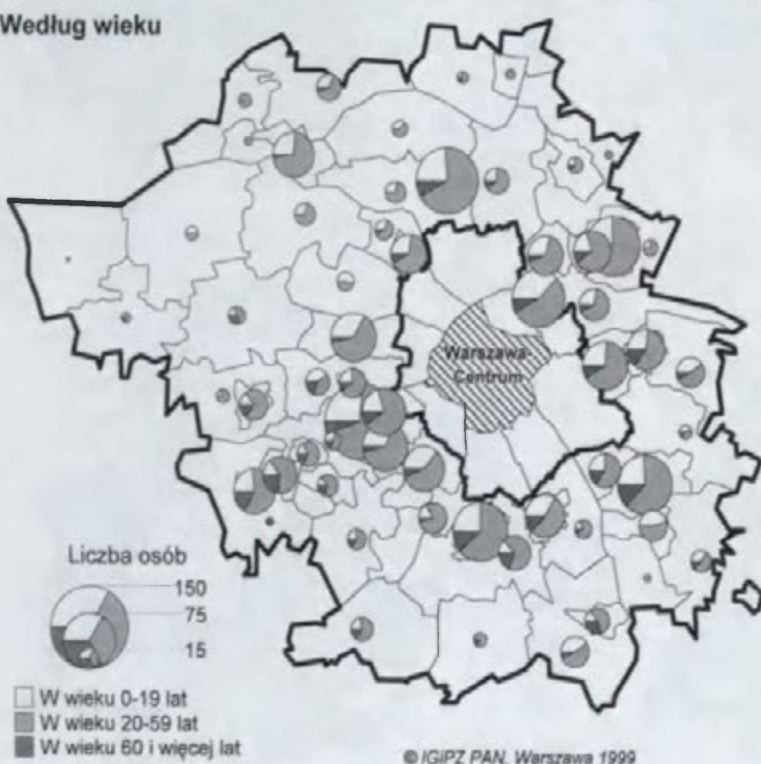 Według wieku
Warszawa-
Centrum
Liczba osób
150
75
15
W wieku 0-19 lat
W wieku 20-59 lat
W wieku 60 i więcej lat
© IGiPZ PAN, Warszawa 1999